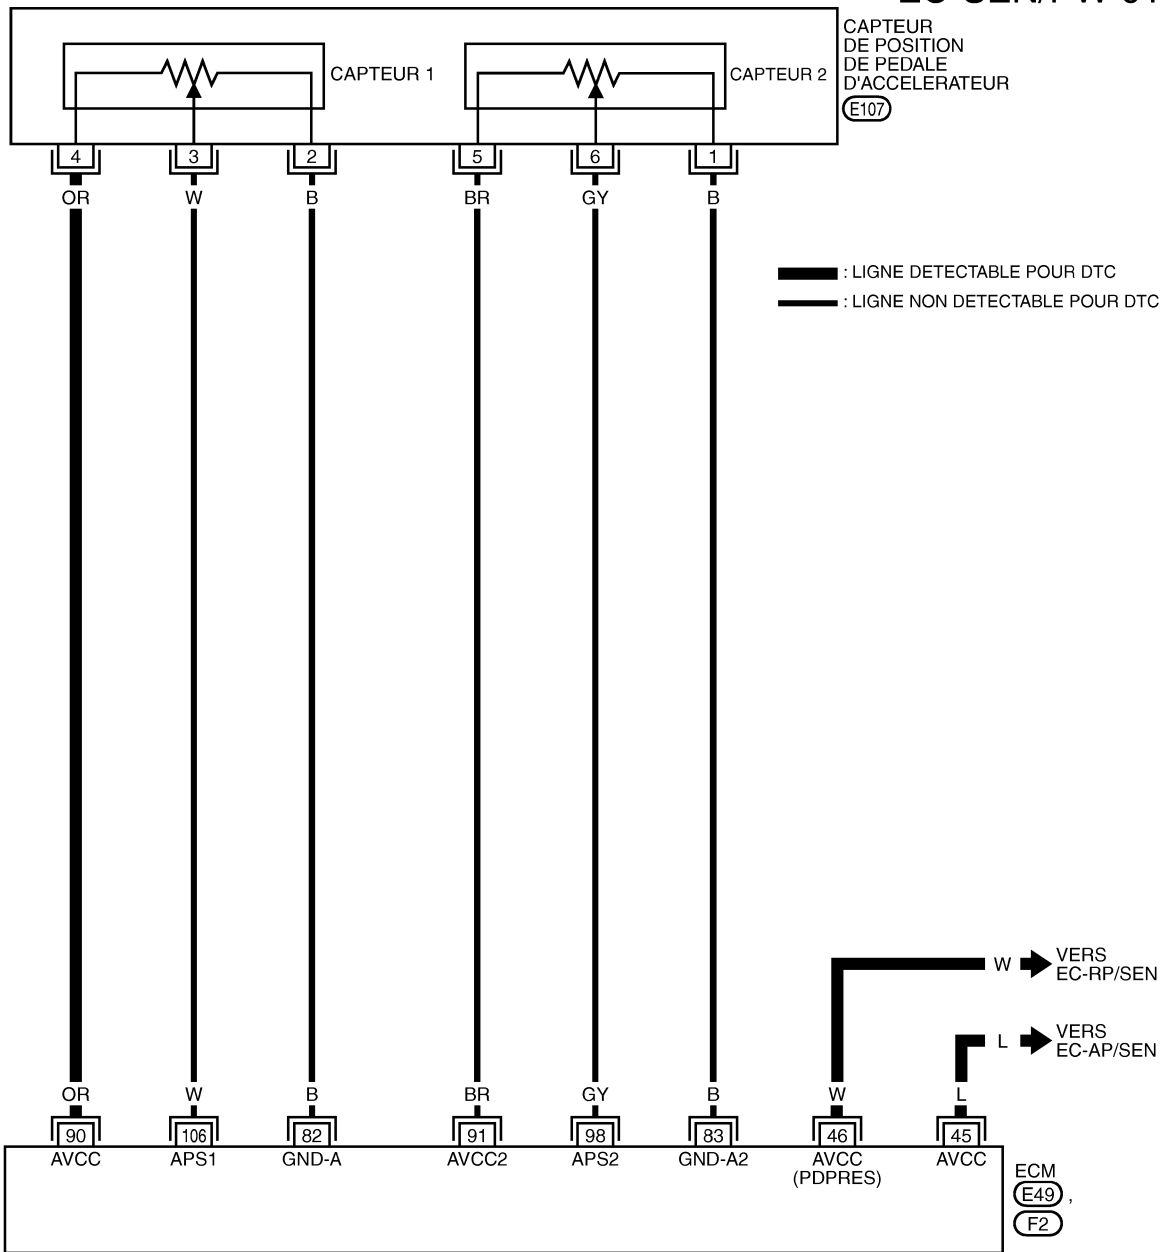 CAPTEUR
DE POSITION
DE PEDALE
D'ACCELERATEUR
E107
CAPTEUR 1
CAPTEUR 2
4 3 2 5 6 1
OR W B BR GY B
: LIGNE DETECTABLE POUR DTC
: LIGNE NON DETECTABLE POUR DTC
W VERS
EC-RP/SEN
L VERS
EC-AP/SEN
OR W B BR GY B W L
90 106 82 91 98 83 46 45
AVCC APS1 GND-A AVCC2 APS2 GND-A2 AVCC AVCC
(PDPRES)
ECM
E49 ,
F2